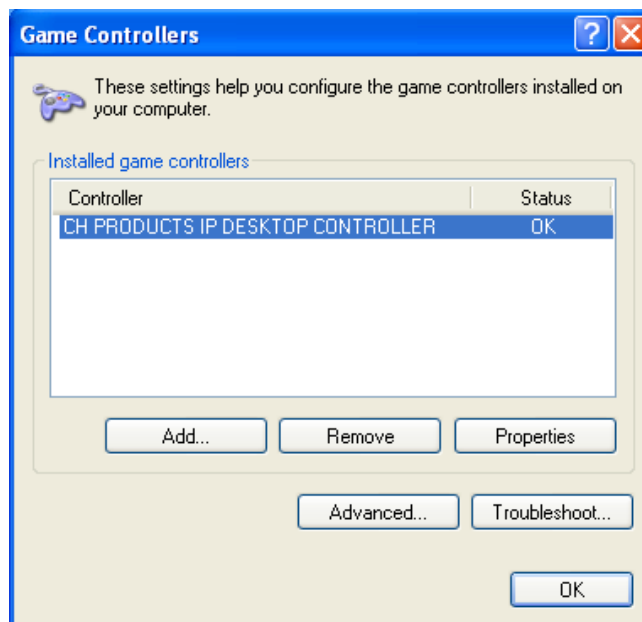 Game Controllers
?
These settings help you configure the game controllers installed on
your computer.
Installed game controllers
Controller Status
CH PRODUCTS IP DESKTOP CONTROLLER OK
Add... Remove Properties
Advanced... Troubleshoot...
OK